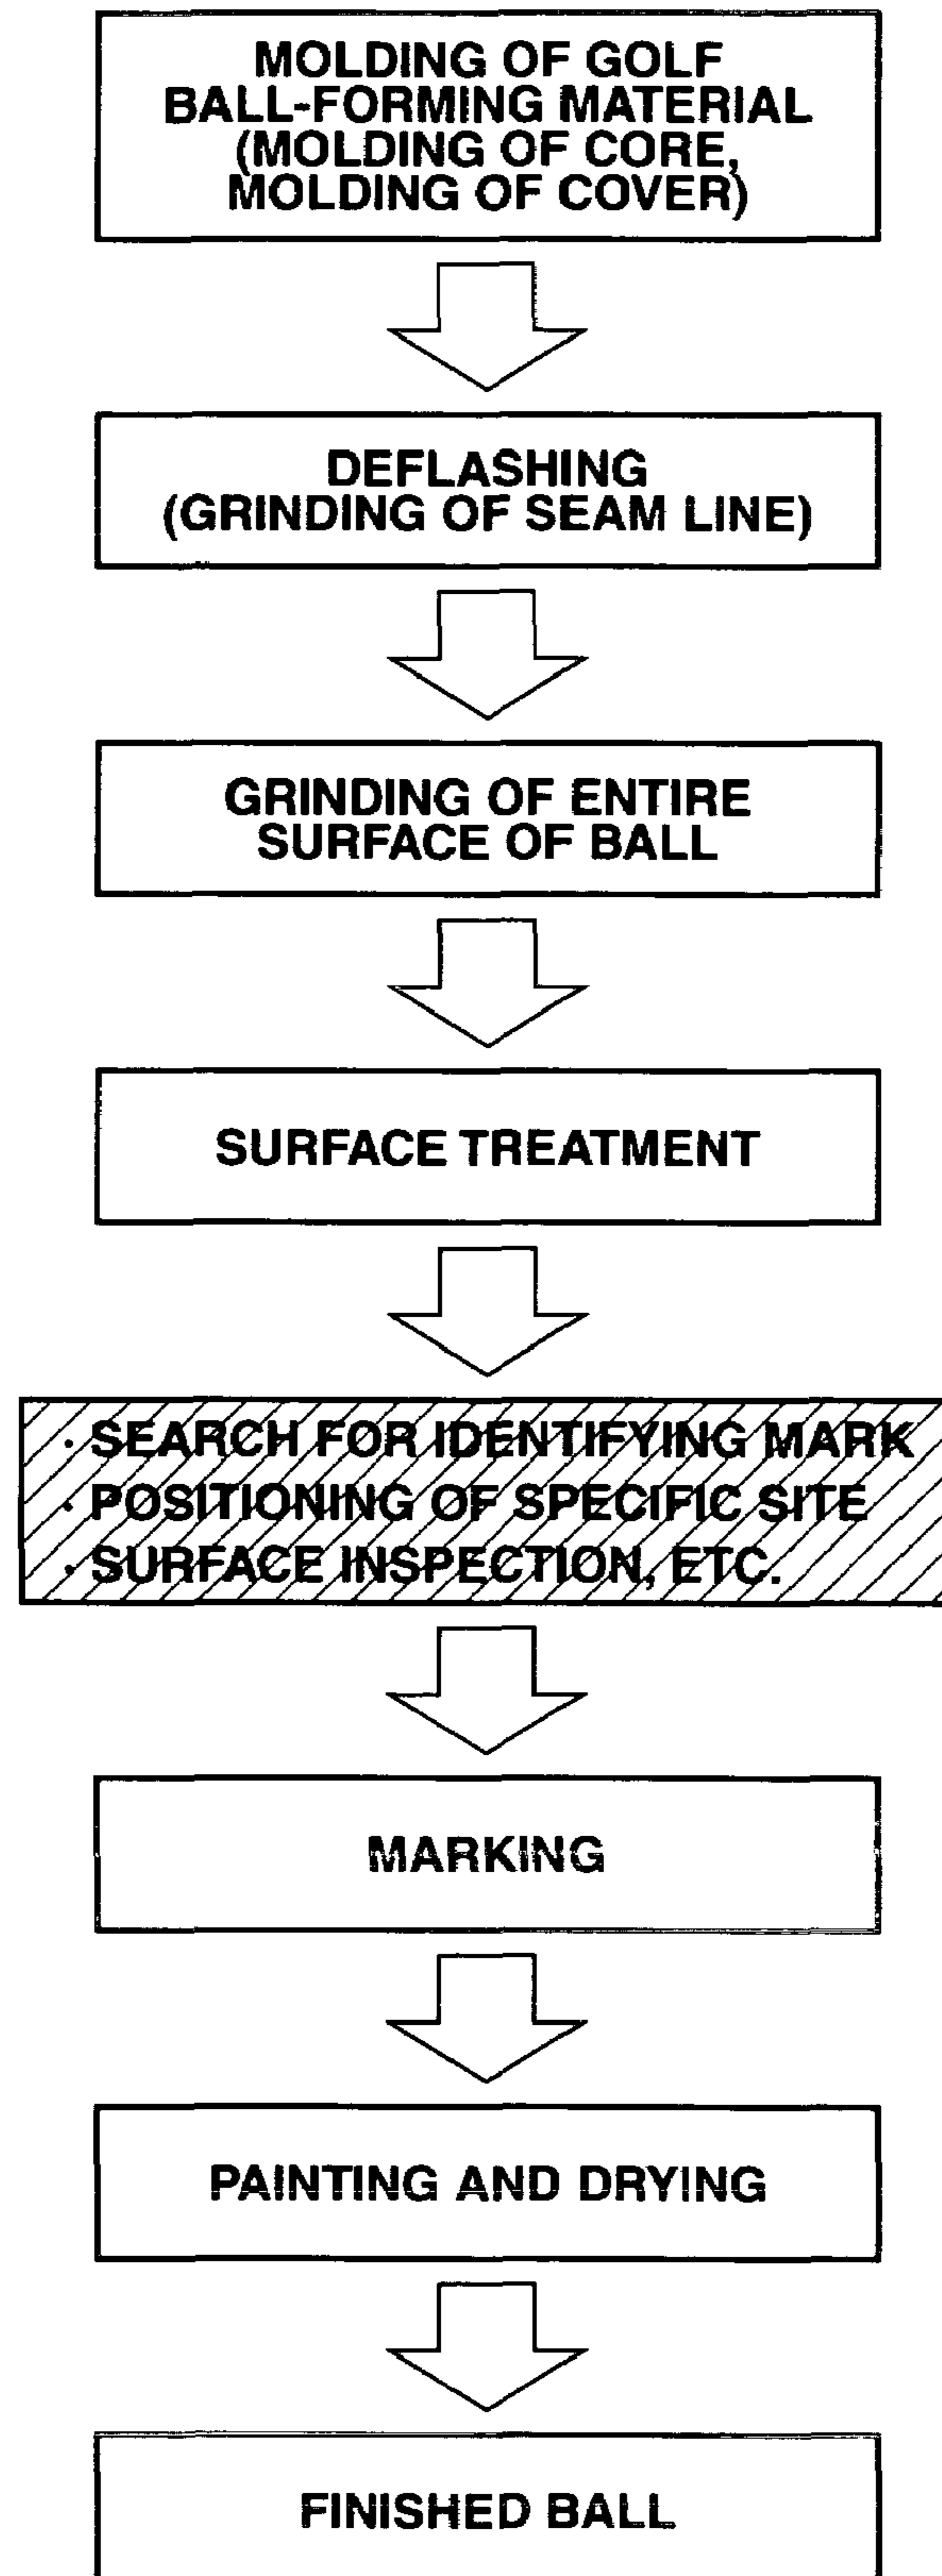 MOLDING OF GOLF
BALL-FORMING MATERIAL
(MOLDING OF CORE,
MOLDING OF COVER)
DEFLASHING
(GRINDING OF SEAM LINE)
GRINDING OF ENTIRE
SURFACE OF BALL
SURFACE TREATMENT
· SEARCH FOR IDENTIFYING MARK
· POSITIONING OF SPECIFIC SITE
· SURFACE INSPECTION, ETC.
MARKING
PAINTING AND DRYING
FINISHED BALL